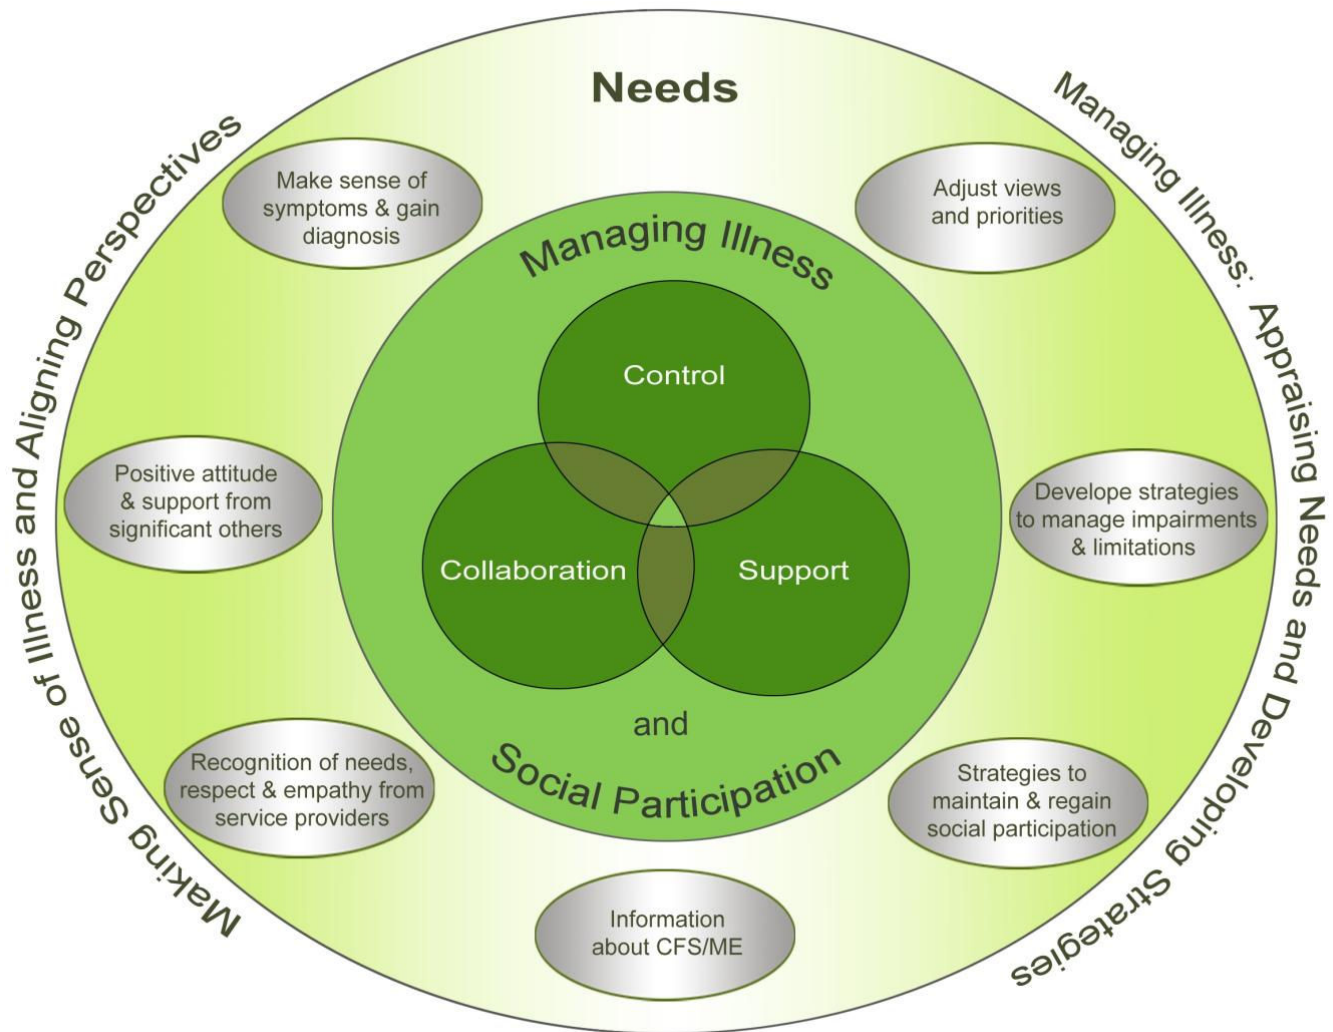 Needs
Making Sense of Illness and Aligning Perspectives
Managing Illness: Appraising Needs and Developing Strategies
Make sense of
symptoms & gain
diagnosis
Adjust views
and priorities
Managing Illness
Control
Positive attitude
& support from
significant others
Collaboration
Support
Develope strategies
to manage impairments
& limitations
and
Social Participation
Recognition of needs,
respect & empathy from
service providers
Strategies to
maintain & regain
social participation
Information
about CFS/ME